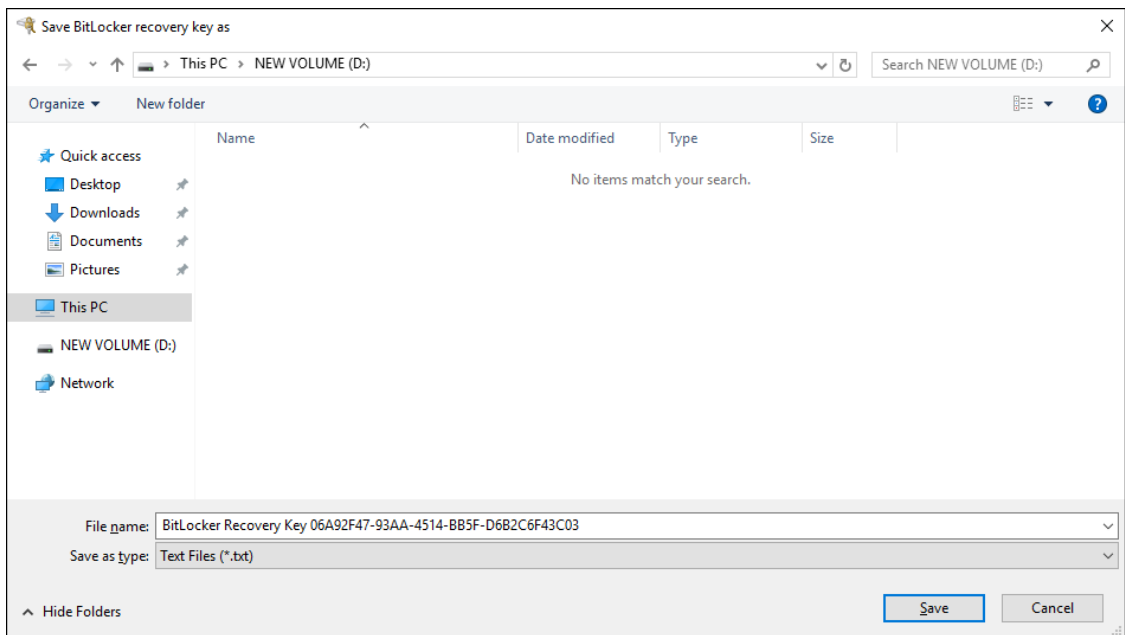 Save BitLocker recovery key as
This PC > NEW VOLUME (D:)
Search NEW VOLUME (D:)
Organize
New folder
Name
Date modified
Type
Size
Quick access
Desktop
Downloads
Documents
Pictures
This PC
NEW VOLUME (D:)
Network
No items match your search.
File name: BitLocker Recovery Key 06A92F47-93AA-4514-BB5F-D6B2C6F43C03
Save as type: Text Files (*.txt)
Hide Folders
Save
Cancel